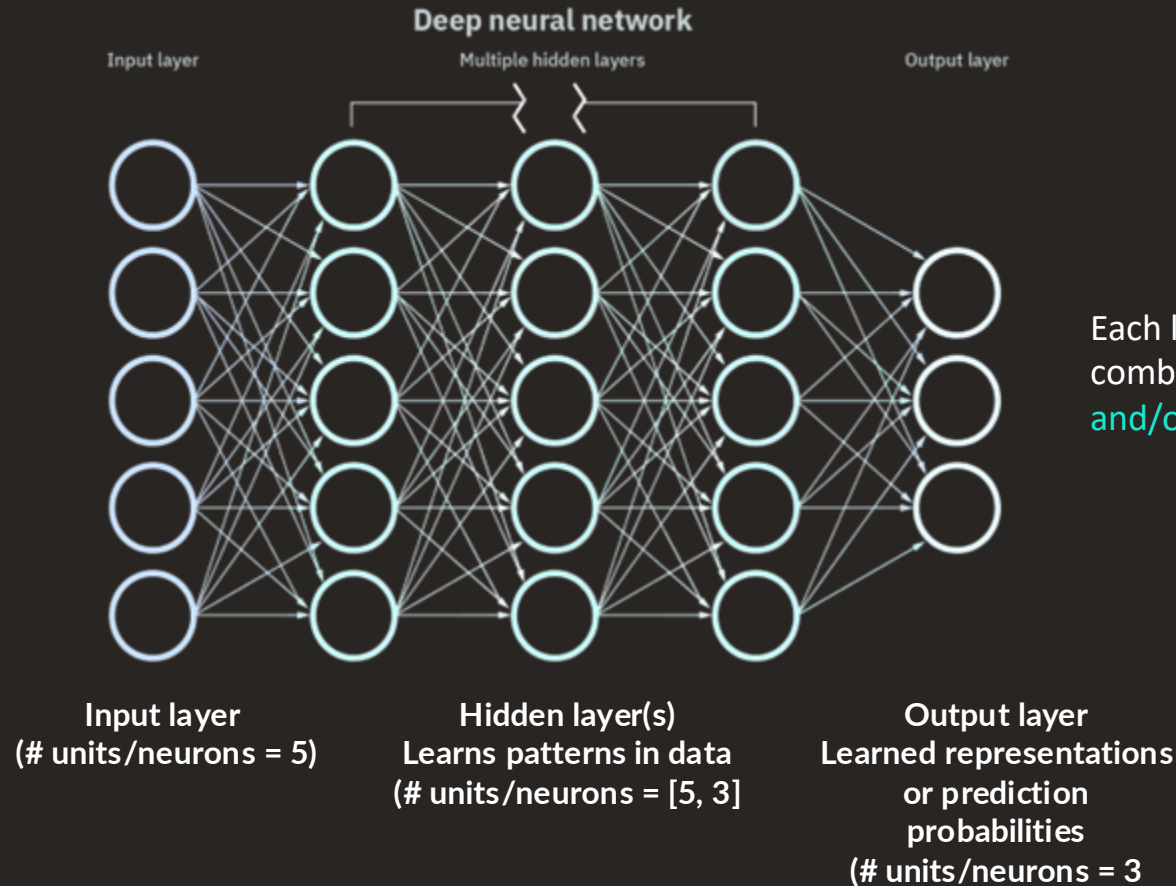 Deep neural network
Input layer
Multiple hidden layers
Output layer
Each
comb
and/o
Input layer
(# units/neurons = 5)
Hidden layer(s)
Learns patterns in data
(# units/neurons = [5, 3]
Output layer
Learned representations
or prediction
probabilities
(# units/neurons = 3